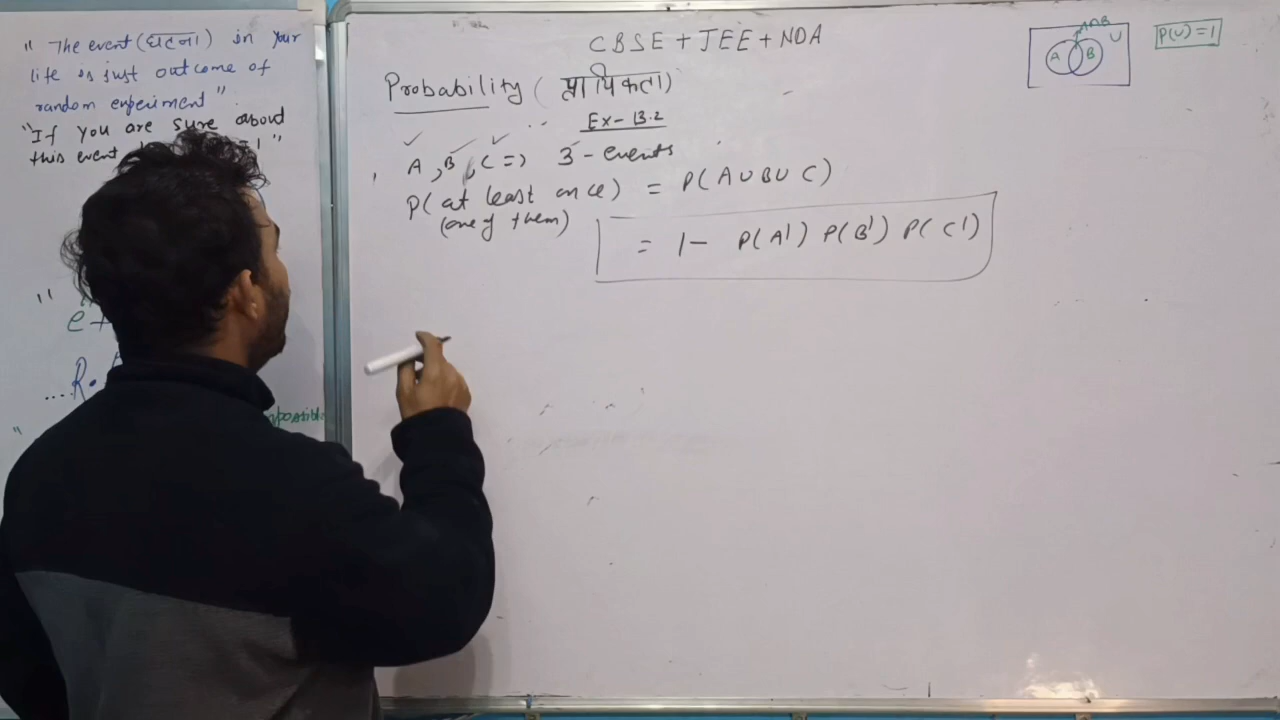 " The event (घटना) in your
life is just outcome of
random experiment"
"If you are sure about
this event
"
"
... R.
"
CBSE + JEE + NDA
Probability ( प्रायिकता)
Ex- 13.2
A, B, C => 3 - events
P( at least once) = P(A∪B∪C)
(one of them)
= 1- P(A') P(B') P(C')
A∩B
A B U
P(U) = 1